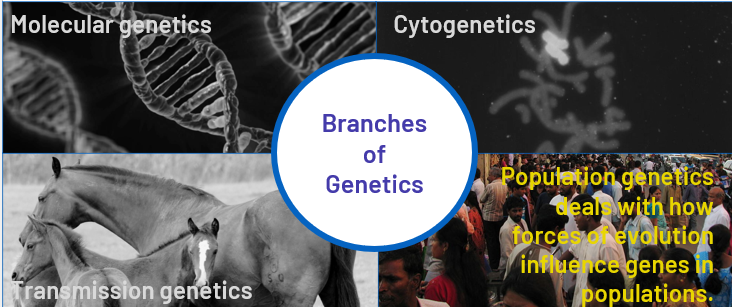 Molecular genetics
Cytogenetics
Branches
of
Genetics
Transmission genetics
Population genetics
deals with how
forces of evolution
influence genes in
populations.